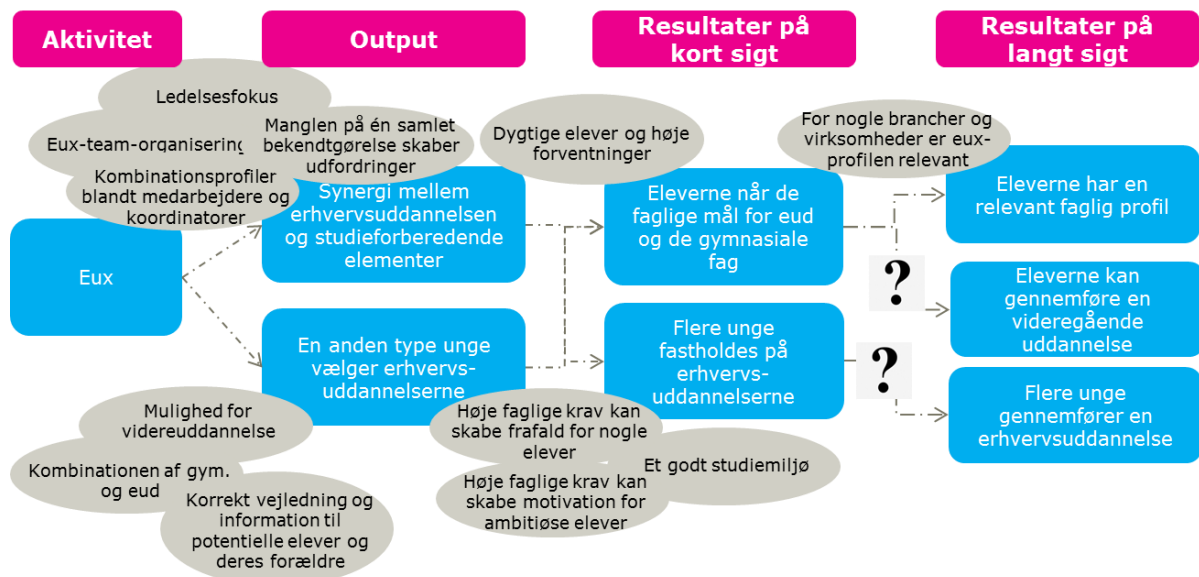 Aktivitet
Output
Resultater på
kort sigt
Resultater på
langt sigt
Ledelsesfokus
Eux-team-organisering
Kombinationsprofiler
blandt medarbejdere og
koordinatorer
Manglen på én samlet
bekendtgørelse skaber
udfordringer
Dygtige elever og høje
forventninger
For nogle brancher og
virksomheder er eux-
profilen relevant
Eux
Synergi mellem
erhvervsuddannelsen
og studieforberedende
elementer
Eleverne når de
faglige mål for eud
og de gymnasiale
fag
Eleverne har en
relevant faglig profil
?
Eleverne kan
gennemføre en
videregående
uddannelse
En anden type unge
vælger erhvervs-
uddannelserne
Flere unge
fastholdes på
erhvervs-
uddannelserne
?
Flere unge
gennemfører en
erhvervsuddannelse
Mulighed for
videreuddannelse
Kombinationen af gym.
og eud
Korrekt vejledning og
information til
potentielle elever og
deres forældre
Høje faglige krav kan
skabe frafald for nogle
elever
Et godt studiemiljø
Høje faglige krav kan
skabe motivation for
ambitiøse elever